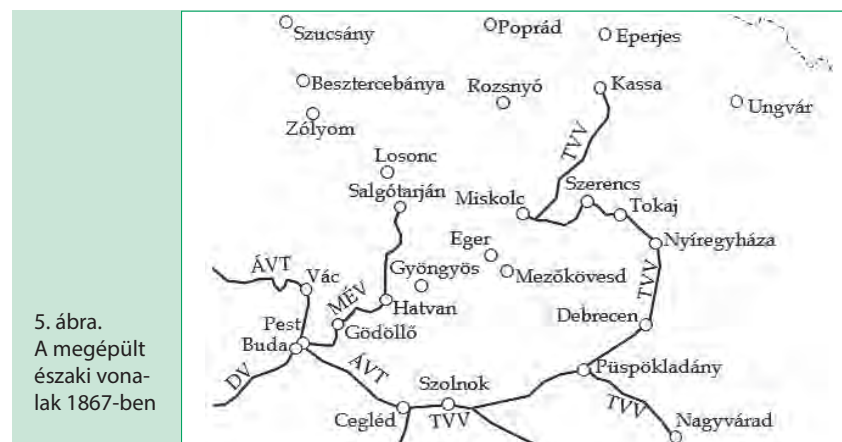 5. ábra.
A megépült
északi vona-
lak 1867-ben
Szucsány
Poprád
Eperjes
Besztercebánya
Rozsnyó
Kassa
Ungvár
Zólyom
TVV
Losonc
Salgótarján
Miskolc
Szerencs
Tokaj
Eger
Nyíregyháza
ÁVT
Vác
MÉV
Gyöngyös
Mezőkövesd
TVV
Hatvan
Debrecen
Pest
Buda
Gödöllő
DV
ÁVT
Szolnok
Püspökladány
Cegléd
TVV
TVV
Nagyvárad